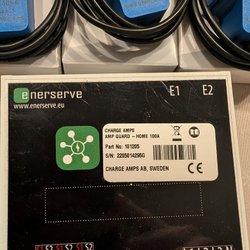 enerserve
www.enerserve.eu
E1 E2
CHARGE AMPS
AMP GUARD - HOME 100A
Part No: 101205
S/N: 2205014295G
CHARGE AMPS AB, SWEDEN